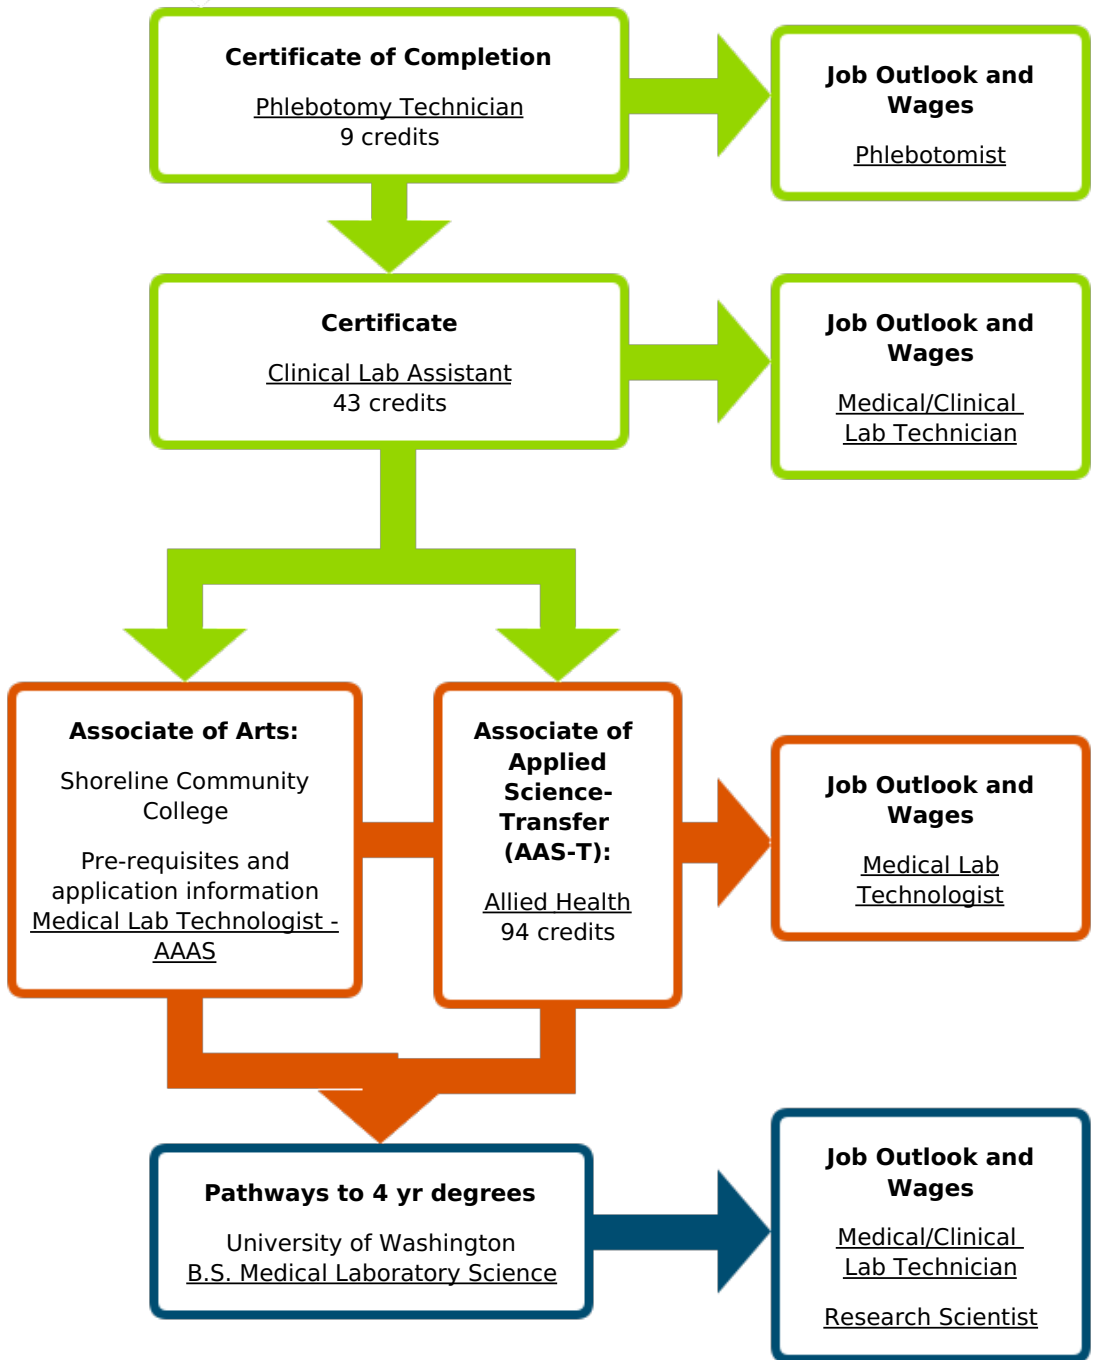 Certificate of Completion
Phlebotomy Technician
9 credits
Job Outlook and
Wages
Phlebotomist
Certificate
Clinical Lab Assistant
43 credits
Job Outlook and
Wages
Medical/Clinical
Lab Technician
Associate of Arts:
Shoreline Community
College
Pre-requisites and
application information
Medical Lab Technologist -
AAAS
Associate of
Applied
Science-
Transfer
(AAS-T):
Allied Health
94 credits
Job Outlook and
Wages
Medical Lab
Technologist
Pathways to 4 yr degrees
University of Washington
B.S. Medical Laboratory Science
Job Outlook and
Wages
Medical/Clinical
Lab Technician
Research Scientist